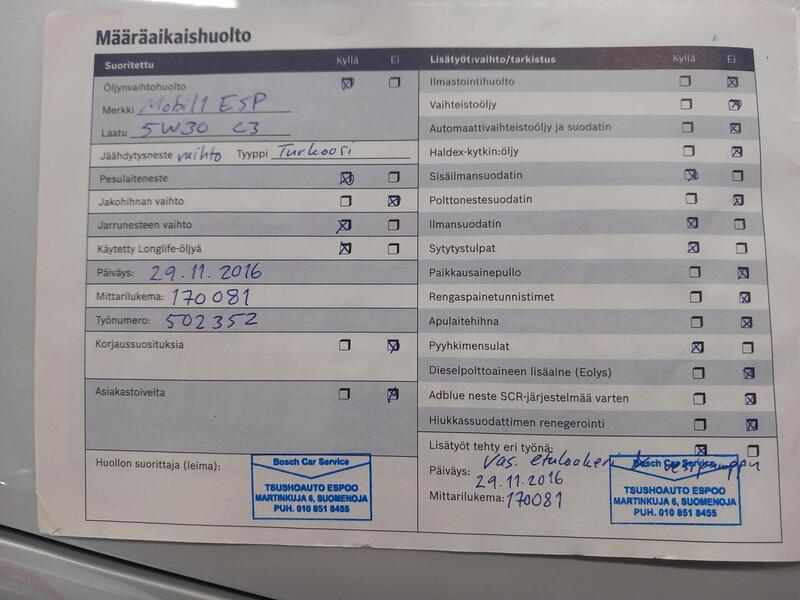 Määräaikaishuolto
Suoritettu Kyllä Ei
Öljynvaihtohuolto
Merkki Mobil1 ESP
Laatu 5W30 C3
Jäähdytysneste vaihto Tyyppi Turkoosi
Pesulaiteneste
Jakohihnan vaihto
Jarrunesteen vaihto
Käytetty Longlife-öljyä
Päiväys: 29.11.2016
Mittarilukema: 170081
Työnumero: 502352
Korjaussuosituksia
Asiakastoiveita
Huollon suorittaja (leima):
Bosch Car Service
TSUSHOAUTO ESPOO
MARTINKUJA 6, SUOMENOJA
PUH. 010 851 8455
Lisätyöt:vaihto/tarkistus Kyllä Ei
Ilmastointihuolto
Vaihteistoöljy
Automaattivaihteistoöljy ja suodatin
Haldex-kytkin:öljy
Sisäilmansuodatin
Polttonestesuodatin
Ilmansuodatin
Sytytystulpat
Paikkausainepullo
Rengaspainetunnistimet
Apulaitehihna
Pyyhkimensulat
Dieselpolttoaineen lisäaine (Eolys)
Adblue neste SCR-järjestelmää varten
Hiukkassuodattimen renegerointi
Lisätyöt tehty eri työnä:
Vas. etulaakeri vesipumppu
Päiväys: 29.11.2016
Mittarilukema: 170081
Bosch Car Service
TSUSHOAUTO ESPOO
MARTINKUJA 6, SUOMENOJA
PUH. 010 851 8455